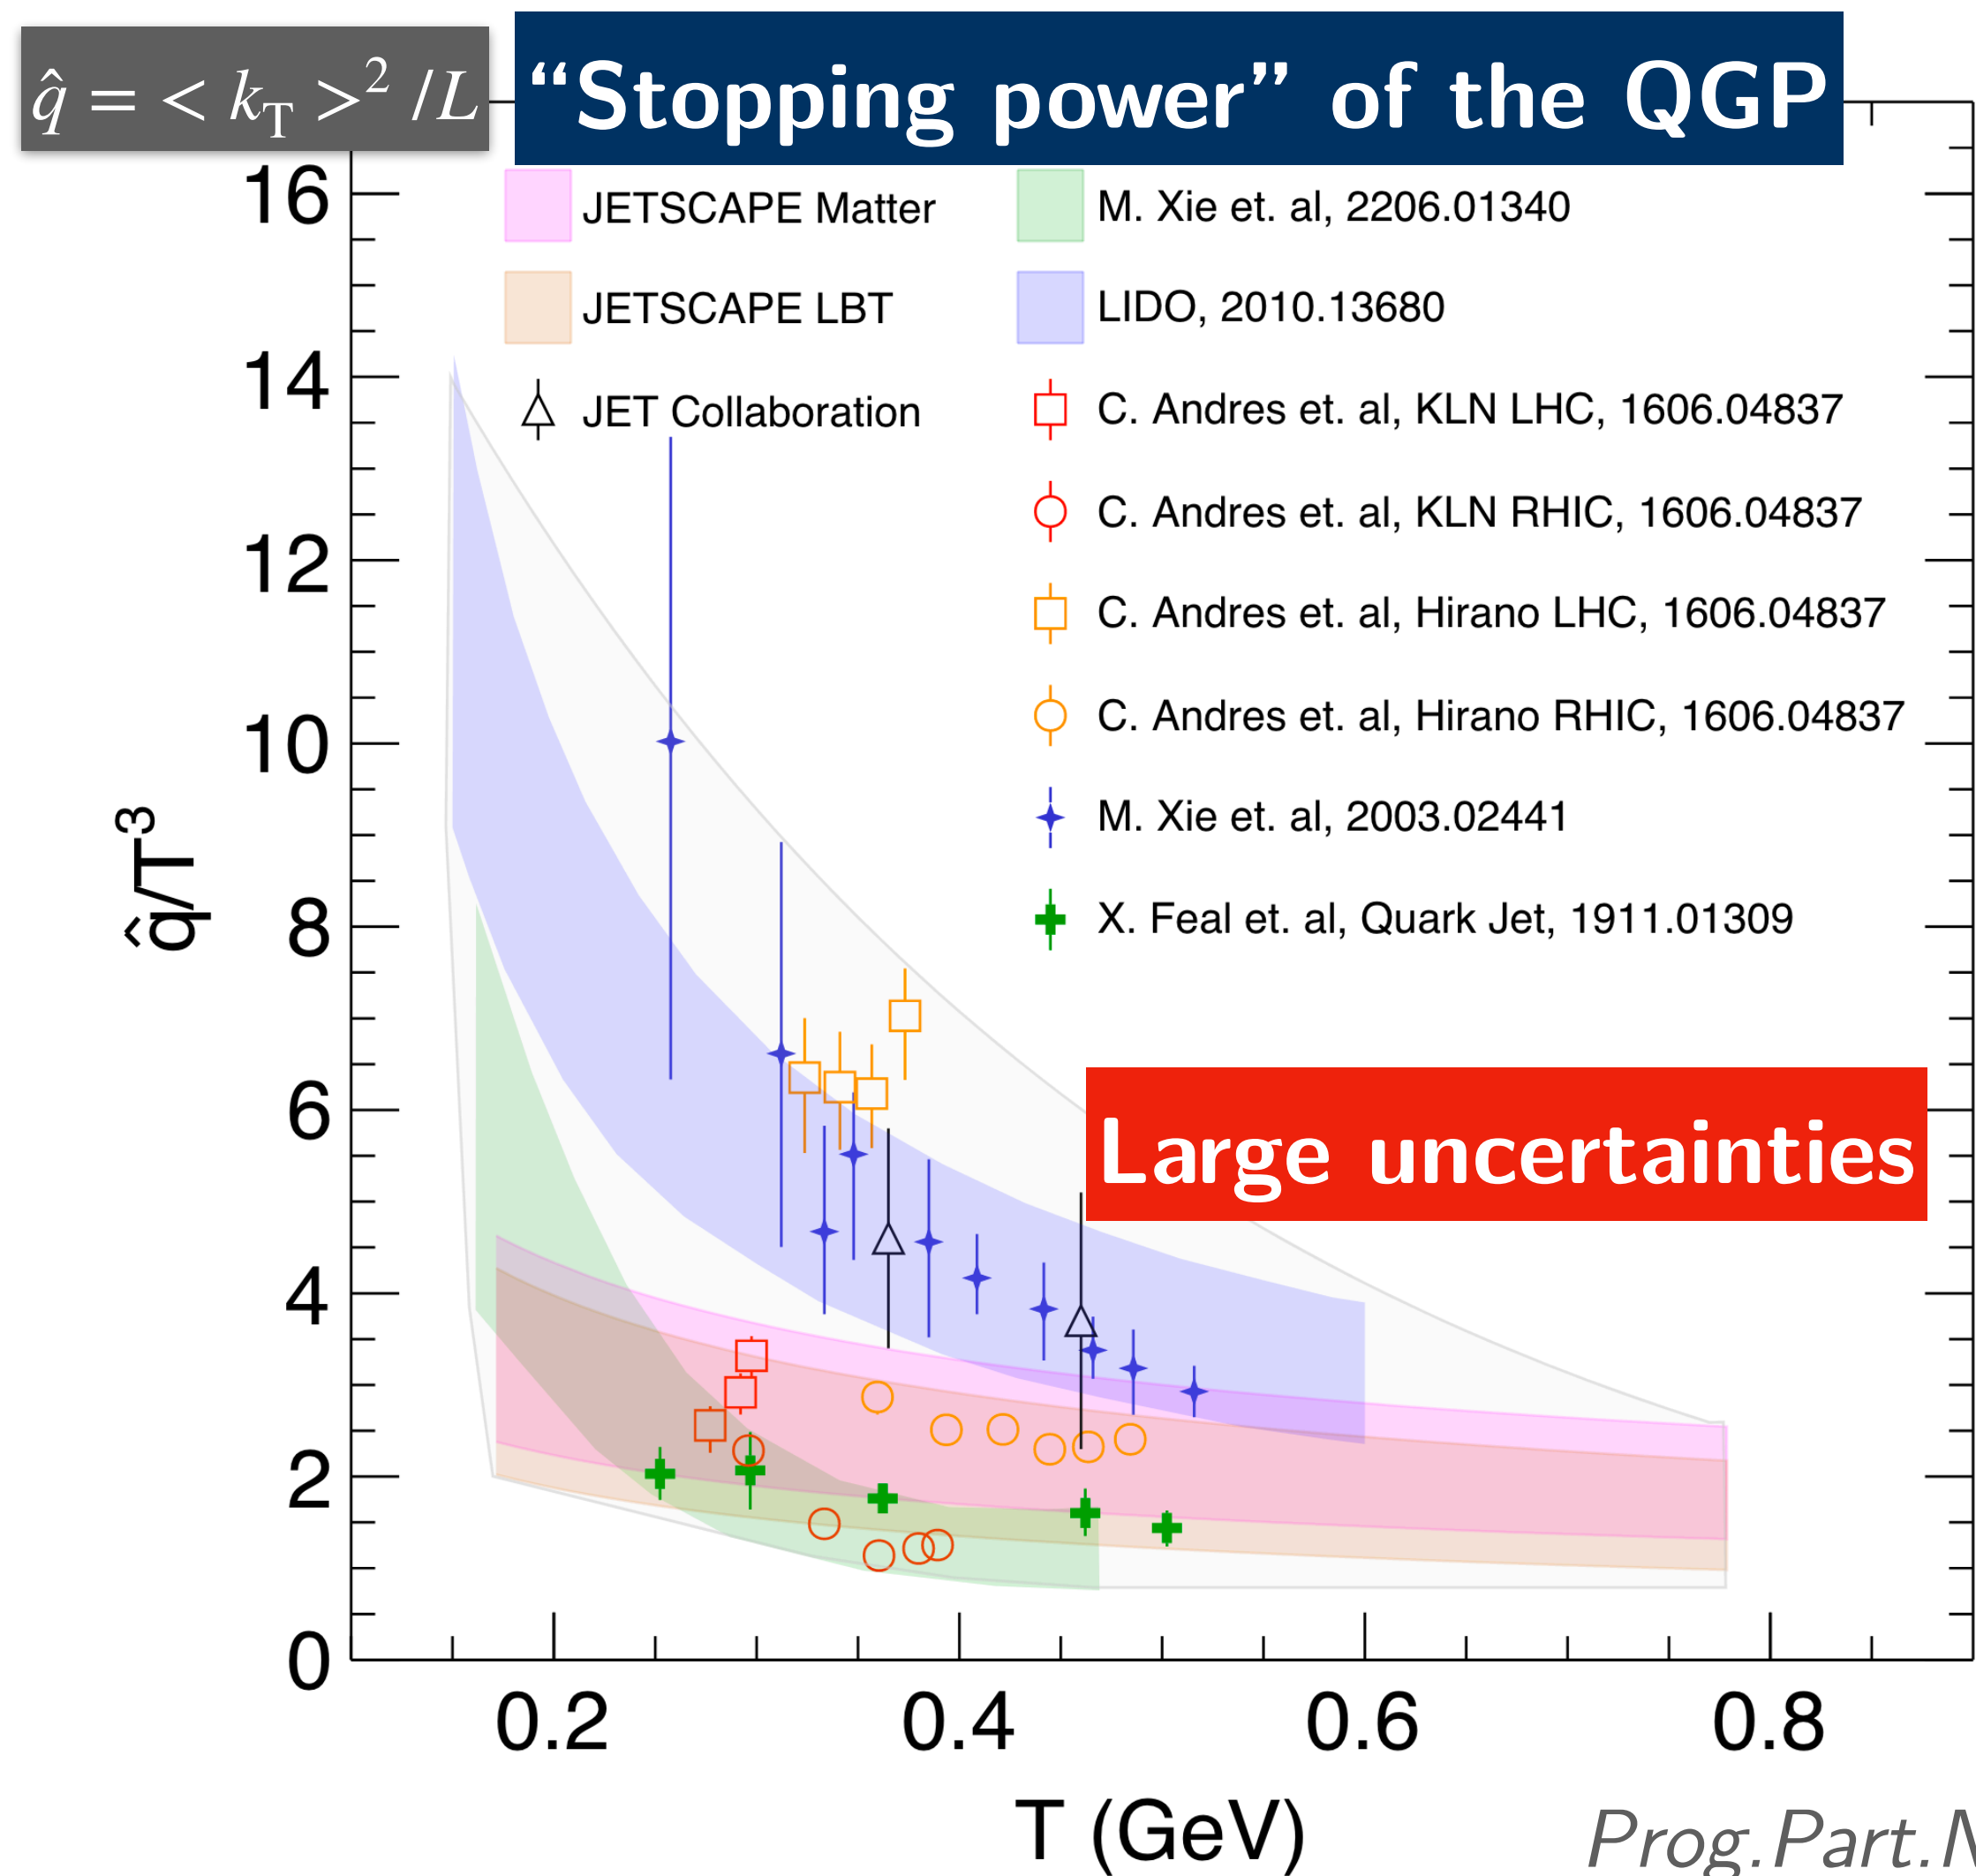 q̂ = < k_T >² /L
“Stopping power” of the QGP
JETSCAPE Matter
JETSCAPE LBT
JET Collaboration
M. Xie et. al, 2206.01340
LIDO, 2010.13680
C. Andres et. al, KLN LHC, 1606.04837
C. Andres et. al, KLN RHIC, 1606.04837
C. Andres et. al, Hirano LHC, 1606.04837
C. Andres et. al, Hirano RHIC, 1606.04837
M. Xie et. al, 2003.02441
X. Feal et. al, Quark Jet, 1911.01309
Large uncertainties
q̂/T³
16
14
12
10
8
6
4
2
0
0.2 0.4 0.6 0.8
T (GeV)
Prog.Part.N